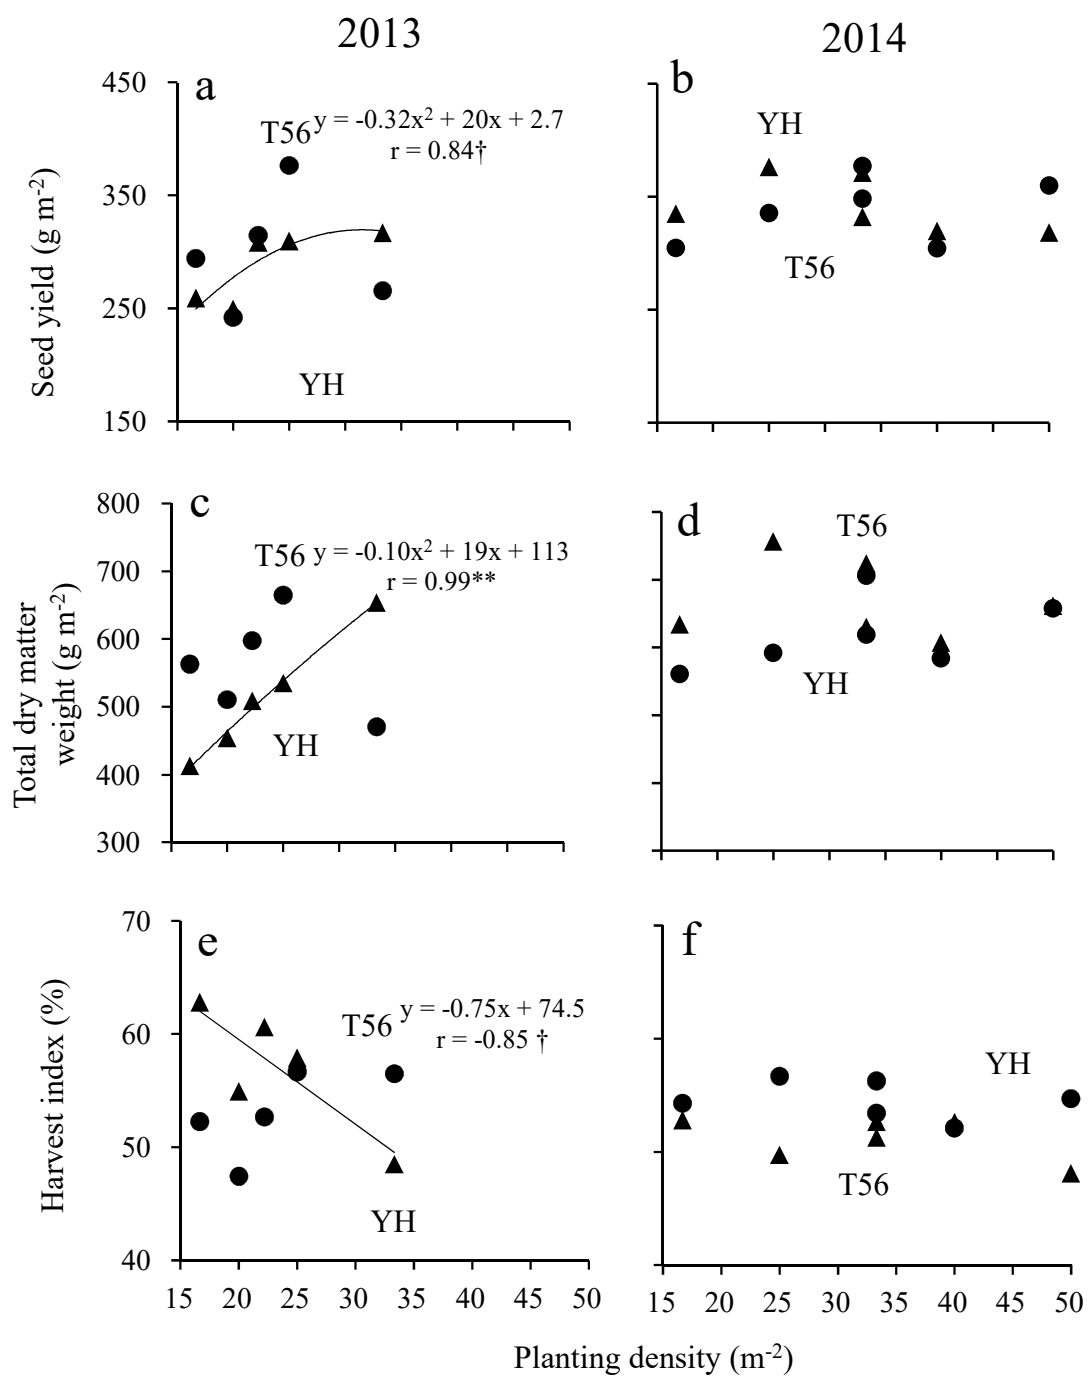 2013
2014
a
b
450
350
250
150
Seed yield (g m-2)
T56
y = -0.32x² + 20x + 2.7
r = 0.84†
YH
YH
T56
c
d
800
700
600
500
400
300
Total dry matter
weight (g m-2)
T56
y = -0.10x² + 19x + 113
r = 0.99**
YH
T56
YH
e
f
70
60
50
40
Harvest index (%)
T56
y = -0.75x + 74.5
r = -0.85 †
YH
YH
T56
15 20 25 30 35 40 45 50
15 20 25 30 35 40 45 50
Planting density (m-2)